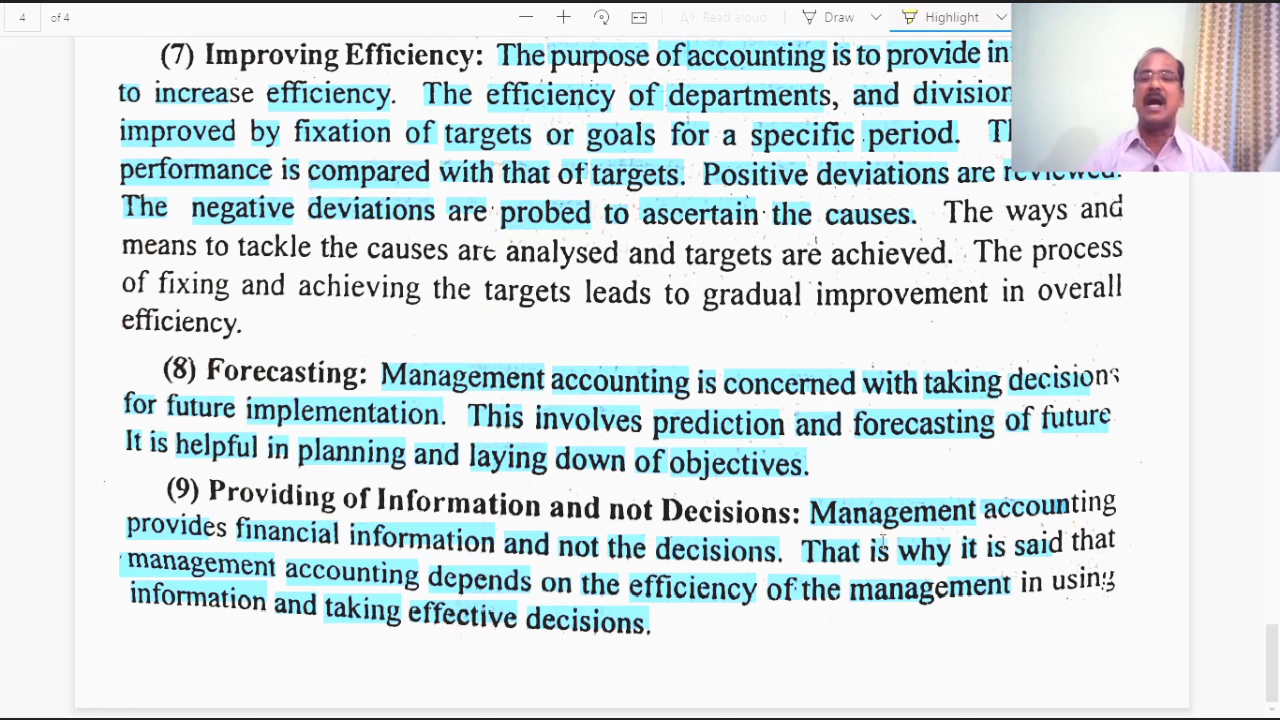 4 of 4 Read aloud Draw Highlight
(7) Improving Efficiency: The purpose of accounting is to provide
to increase efficiency. The efficiency of departments, and
improved by fixation of targets or goals for a specific period.
performance is compared with that of targets. Positive deviations are reviewed.
The negative deviations are probed to ascertain the causes. The ways and
means to tackle the causes are analysed and targets are achieved. The process
of fixing and achieving the targets leads to gradual improvement in overall
efficiency.
(8) Forecasting: Management accounting is concerned with taking decisions
for future implementation. This involves prediction and forecasting of future
It is helpful in planning and laying down of objectives.
(9) Providing of Information and not Decisions: Management accounting
provides financial information and not the decisions. That is why it is said that
management accounting depends on the efficiency of the management in using
information and taking effective decisions.